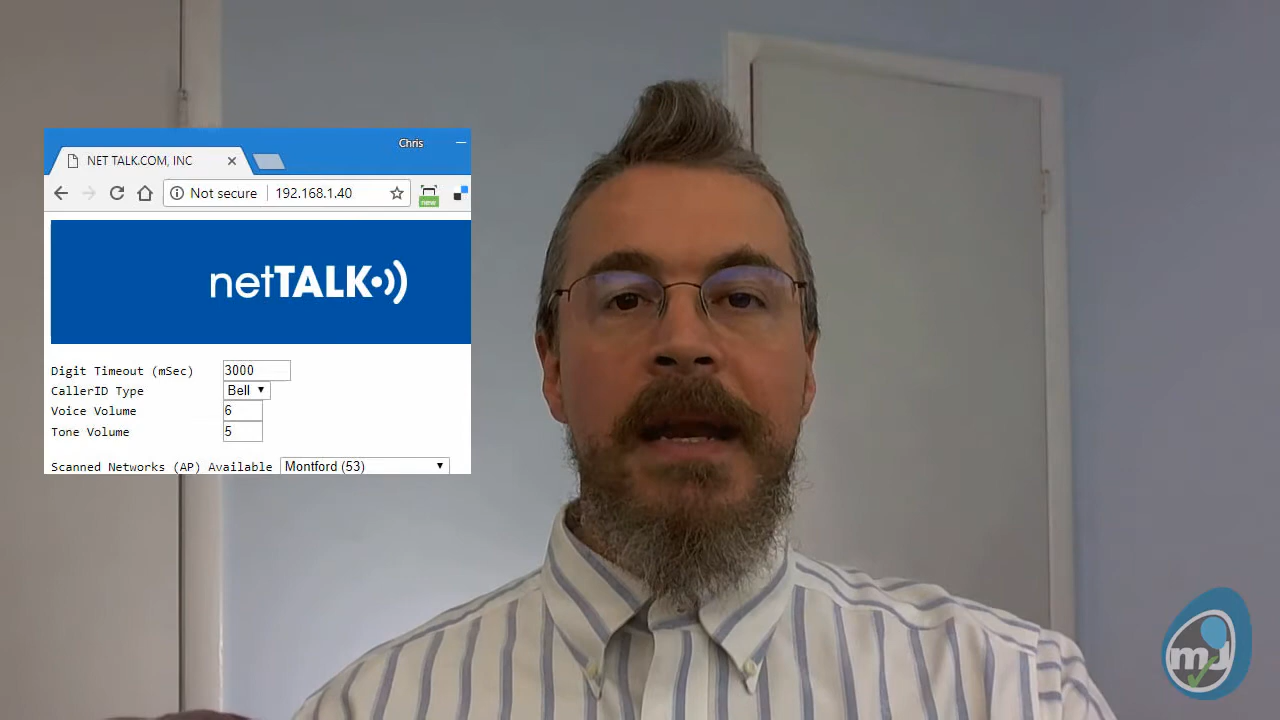 Chris
NET TALK.COM, INC
Not secure 192.168.1.40
new
netTALK
Digit Timeout (mSec) 3000
CallerID Type Bell
Voice Volume 6
Tone Volume 5
Scanned Networks (AP) Available Montford (53)
mJ